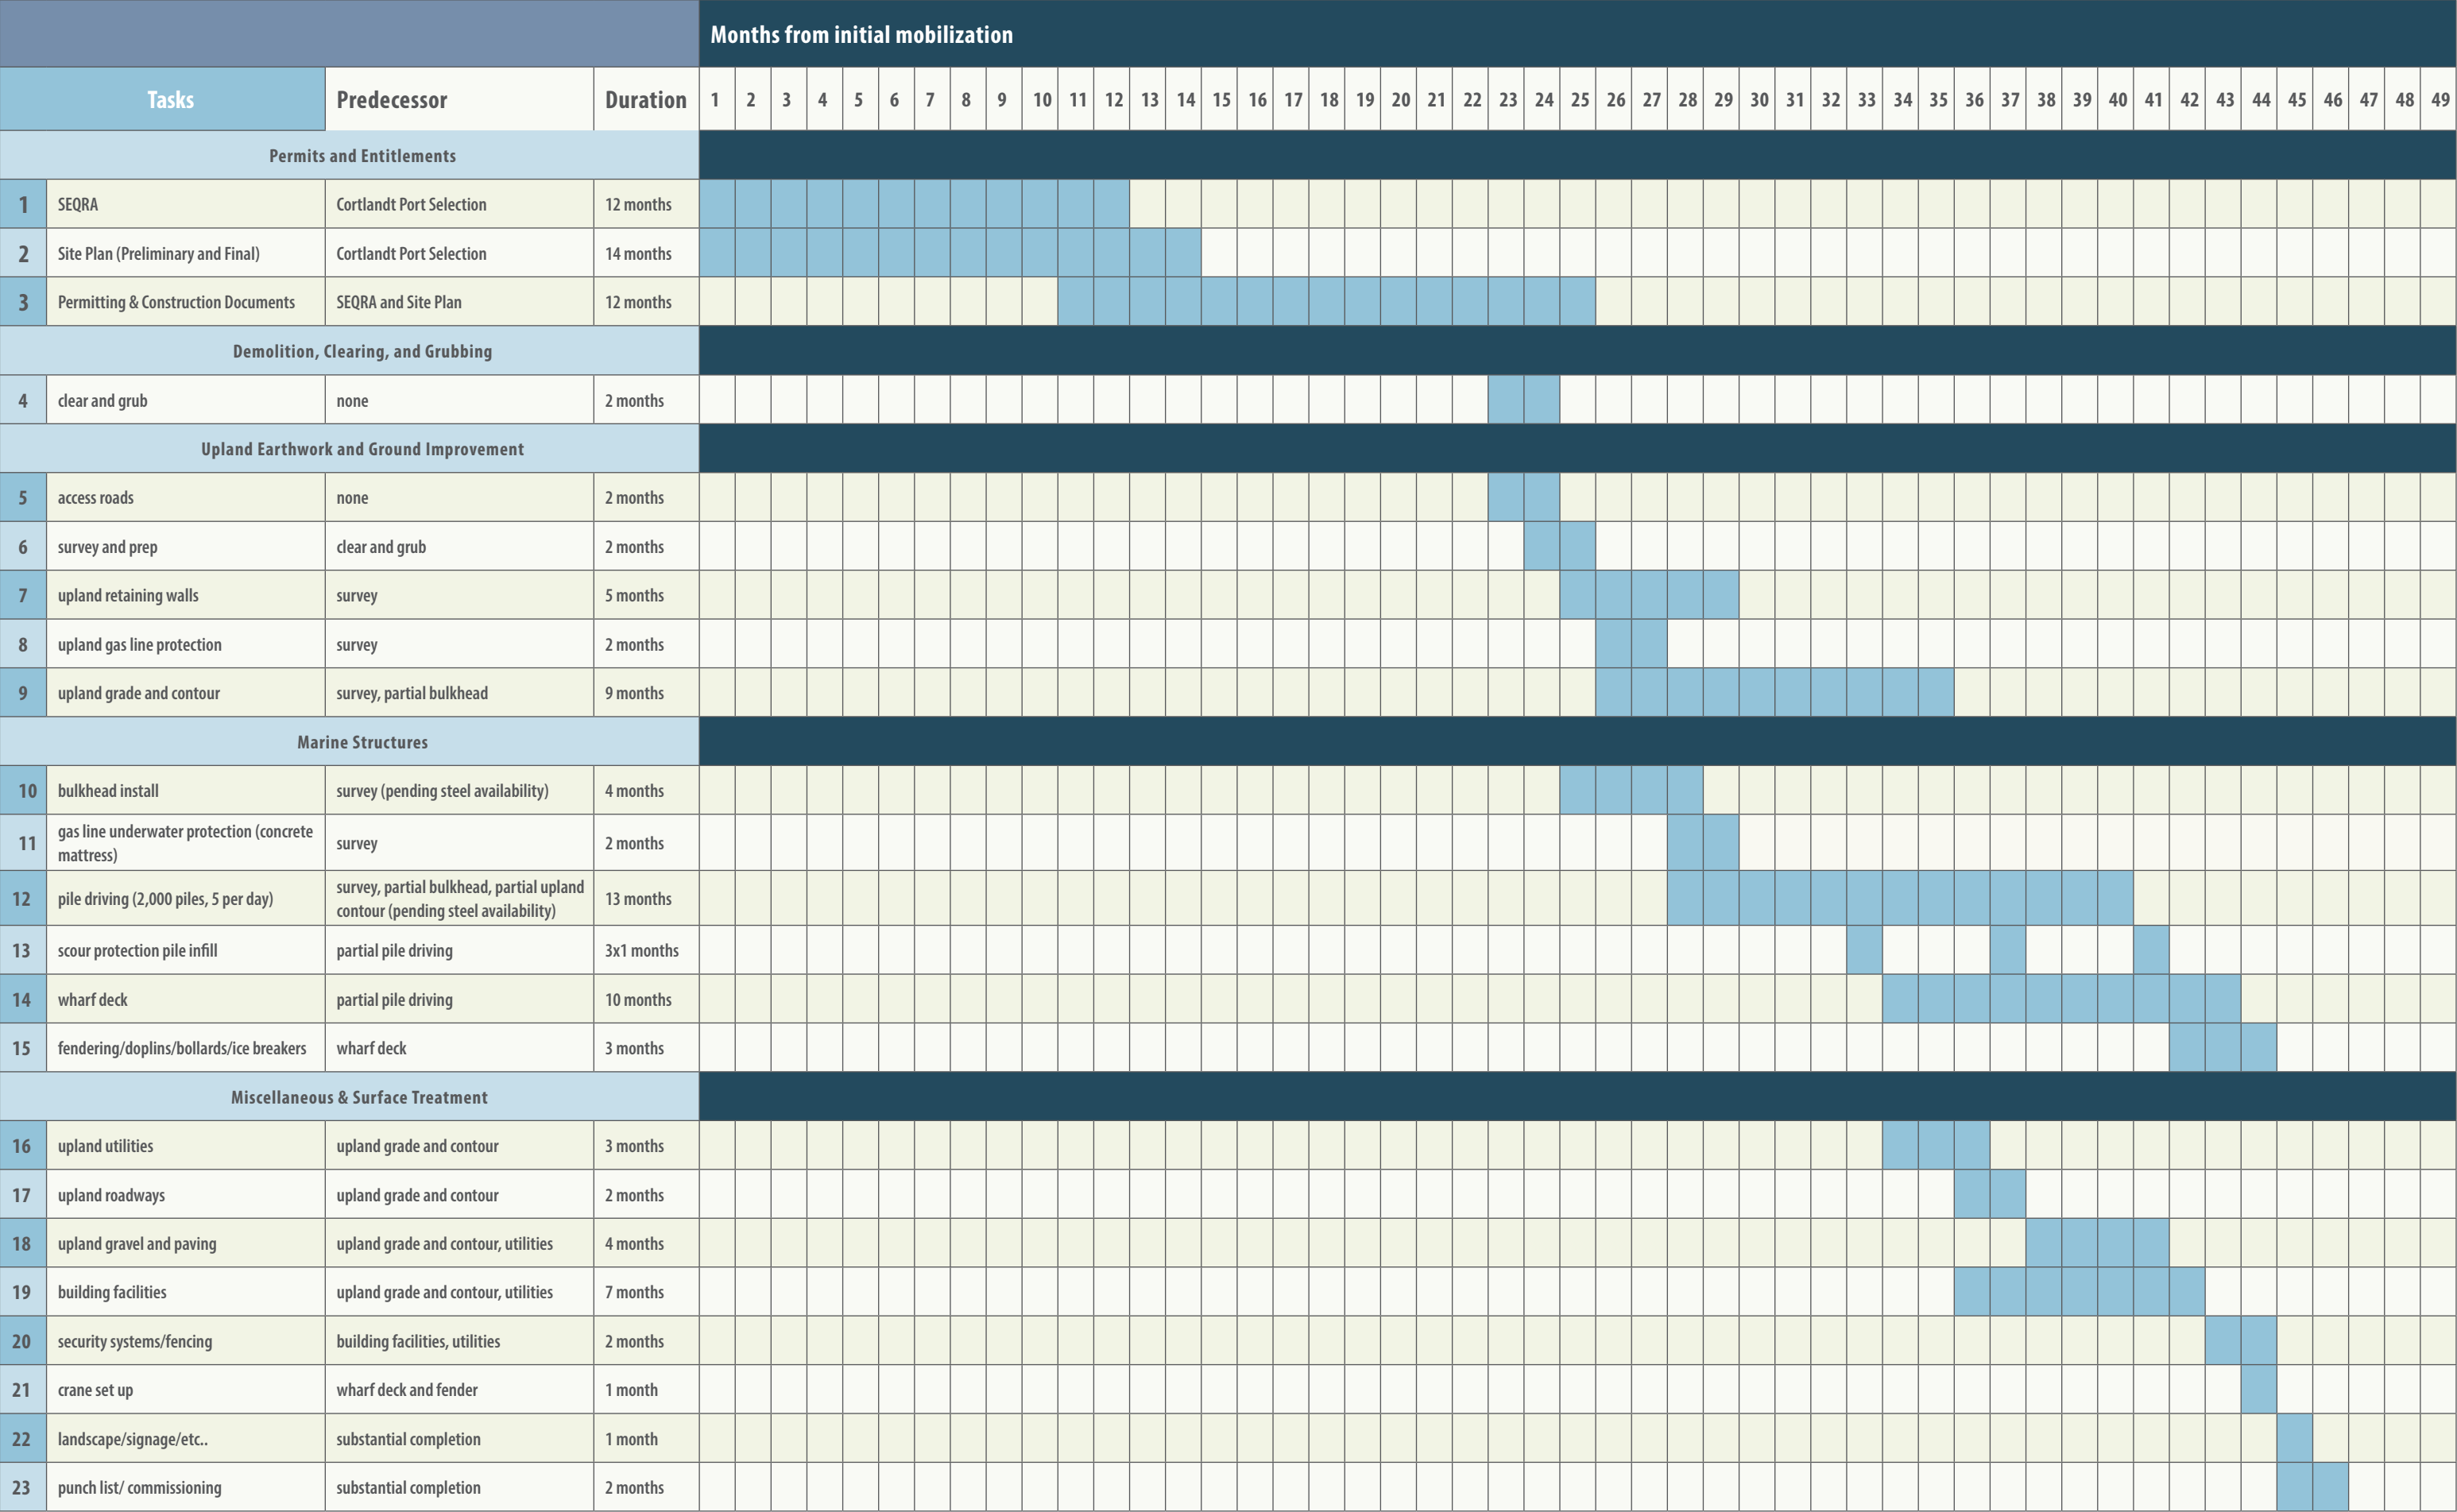 Months from initial mobilization
Tasks Predecessor Duration 1 2 3 4 5 6 7 8 9 10 11 12 13 14 15 16 17 18 19 20 21 22 23 24 25 26 27 28 29 30 31 32 33 34 35 36 37 38 39 40 41 42 43 44 45 46 47 48 49
Permits and Entitlements
1 SEQRA Cortlandt Port Selection 12 months
2 Site Plan (Preliminary and Final) Cortlandt Port Selection 14 months
3 Permitting & Construction Documents SEQRA and Site Plan 12 months
Demolition, Clearing, and Grubbing
4 clear and grub none 2 months
Upland Earthwork and Ground Improvement
5 access roads none 2 months
6 survey and prep clear and grub 2 months
7 upland retaining walls survey 5 months
8 upland gas line protection survey 2 months
9 upland grade and contour survey, partial bulkhead 9 months
Marine Structures
10 bulkhead install survey (pending steel availability) 4 months
11 gas line underwater protection (concrete
mattress) survey 2 months
12 pile driving (2,000 piles, 5 per day) survey, partial bulkhead, partial upland
contour (pending steel availability) 13 months
13 scour protection pile infill partial pile driving 3x1 months
14 wharf deck partial pile driving 10 months
15 fendering/doplins/bollards/ice breakers wharf deck 3 months
Miscellaneous & Surface Treatment
16 upland utilities upland grade and contour 3 months
17 upland roadways upland grade and contour 2 months
18 upland gravel and paving upland grade and contour, utilities 4 months
19 building facilities upland grade and contour, utilities 7 months
20 security systems/fencing building facilities, utilities 2 months
21 crane set up wharf deck and fender 1 month
22 landscape/signage/etc.. substantial completion 1 month
23 punch list/ commissioning substantial completion 2 months